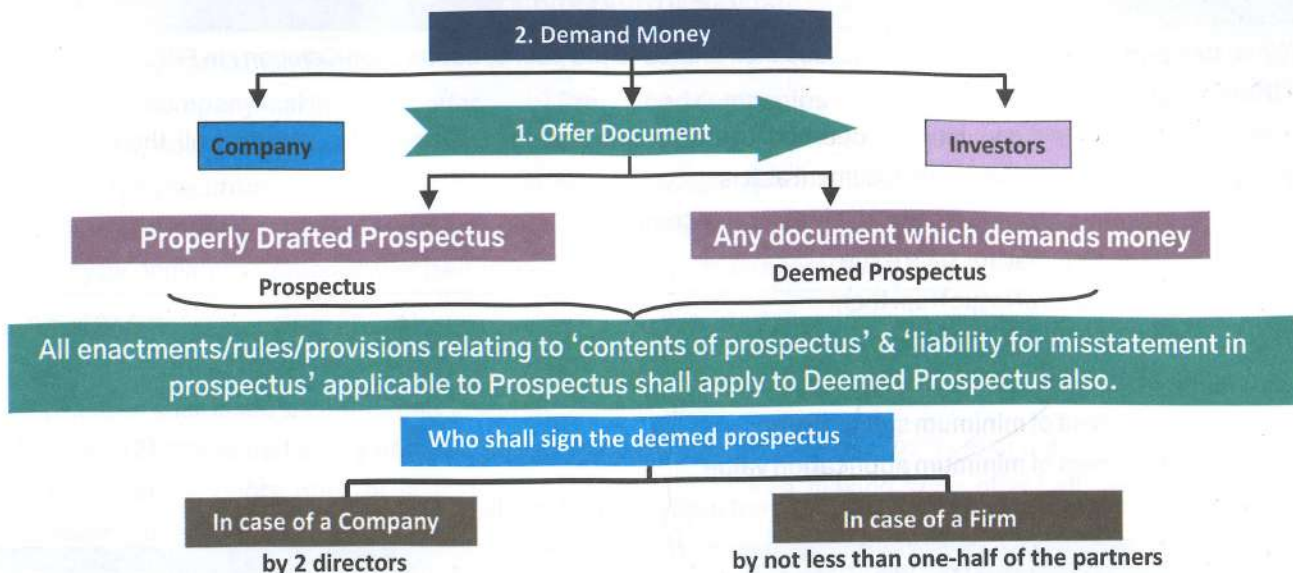 2. Demand Money
Company
1. Offer Document
Investors
Properly Drafted Prospectus
Any document which demands money
Prospectus
Deemed Prospectus
All enactments/rules/provisions relating to ‘contents of prospectus’ & ‘liability for misstatement in
prospectus’ applicable to Prospectus shall apply to Deemed Prospectus also.
Who shall sign the deemed prospectus
In case of a Company
In case of a Firm
by 2 directors
by not less than one-half of the partners